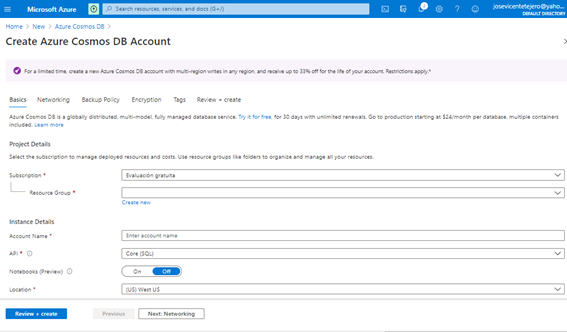 Microsoft Azure
Search resources, services, and docs (G+/)
josevicentetejero@yaho...
DEFAULT DIRECTORY
Home > New > Azure Cosmos DB >
Create Azure Cosmos DB Account
For a limited time, create a new Azure Cosmos DB account with multi-region writes in any region, and receive up to 33% off for the life of your account. Restrictions apply.*
Basics Networking Backup Policy Encryption Tags Review + create
Azure Cosmos DB is a globally distributed, multi-model, fully managed database service. Try it for free, for 30 days with unlimited renewals. Go to production starting at $24/month per database, multiple containers
included. Learn more
Project Details
Select the subscription to manage deployed resources and costs. Use resource groups like folders to organize and manage all your resources.
Subscription *
Evaluación gratuita
Resource Group *
Create new
Instance Details
Account Name *
Enter account name
API *
Core (SQL)
Notebooks (Preview)
On Off
Location *
(US) West US
Review + create
Previous
Next: Networking